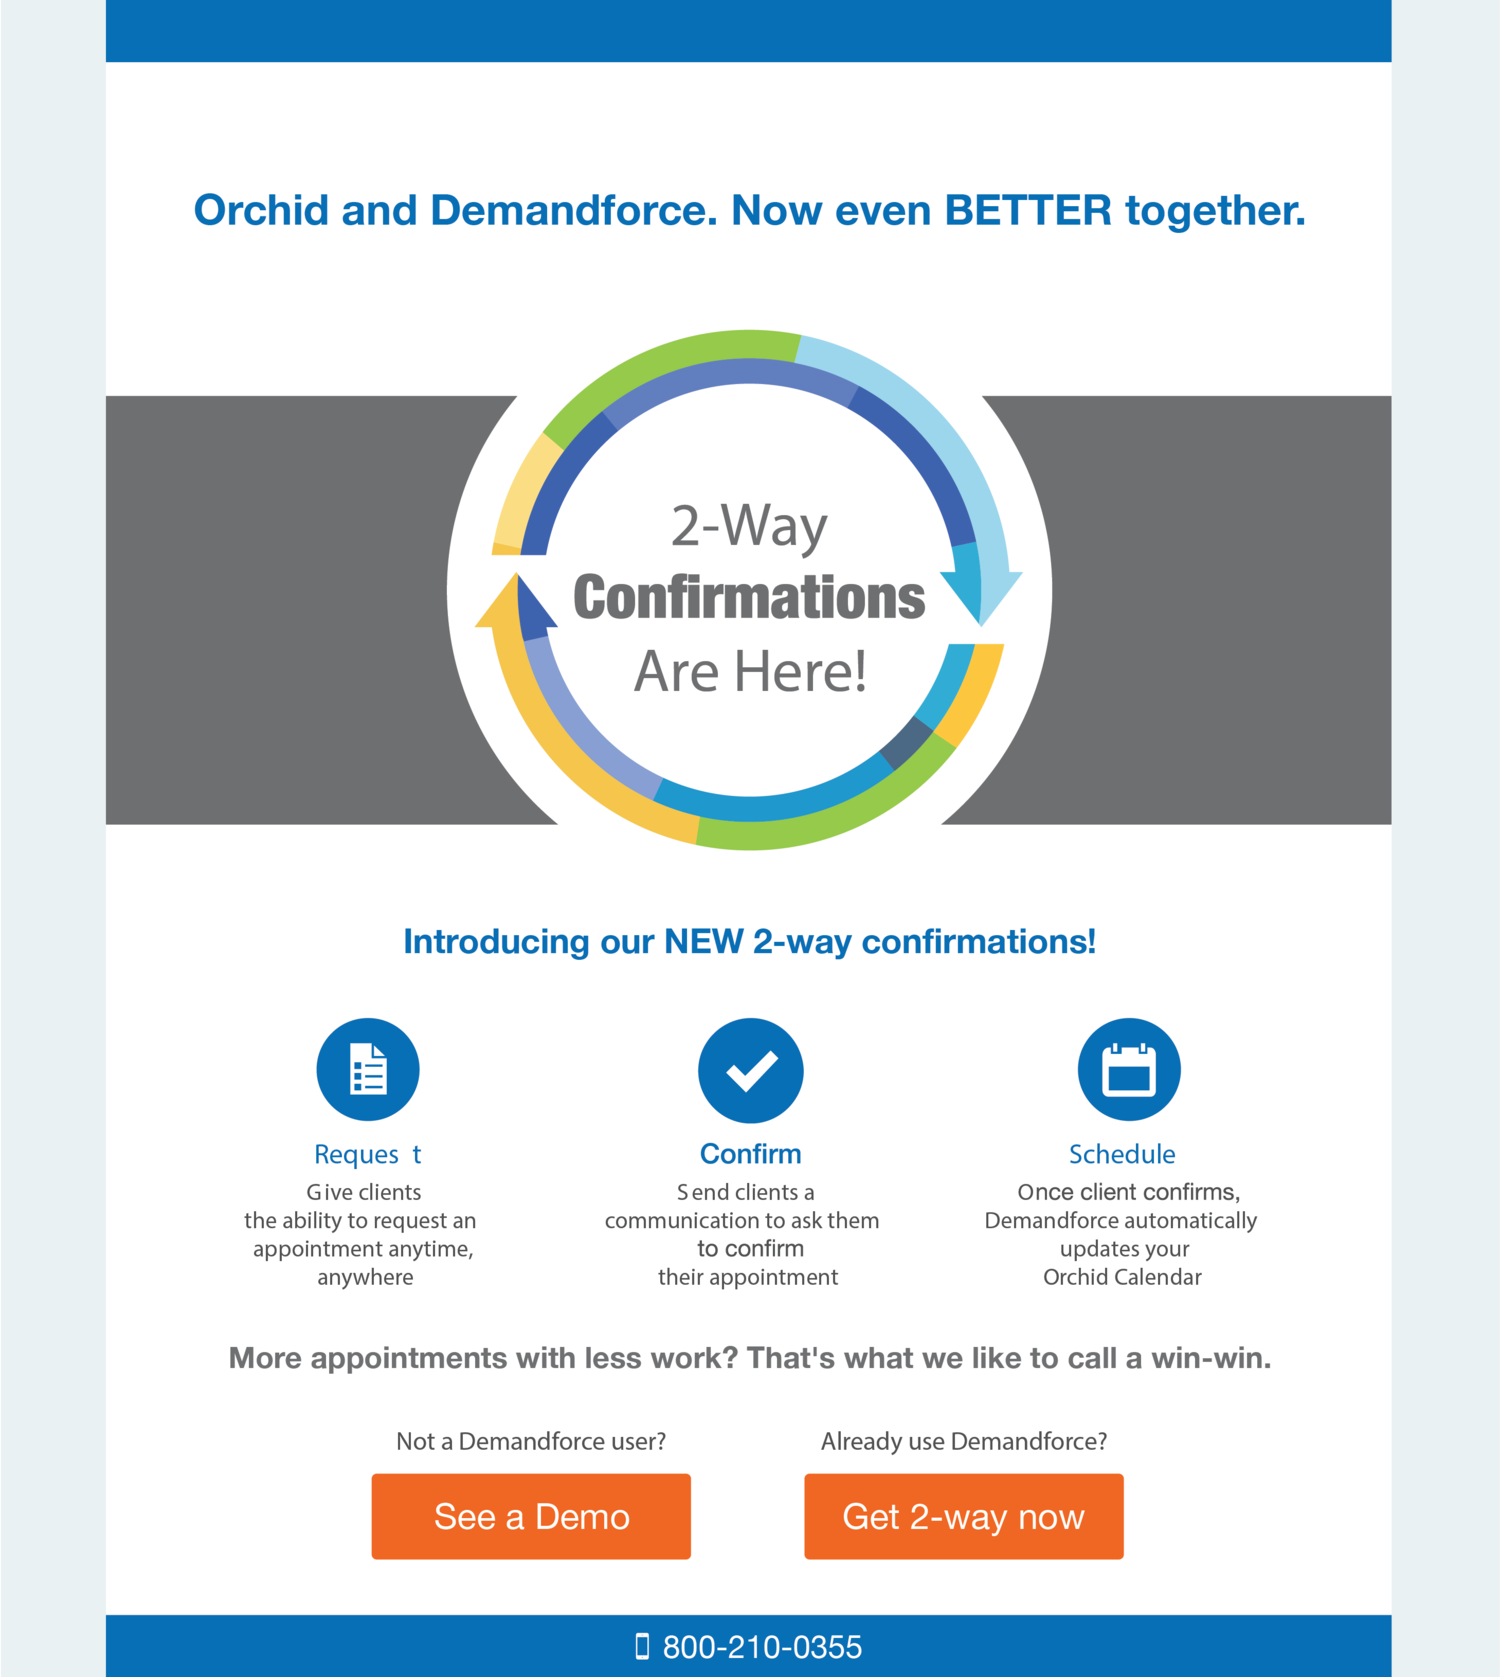 Orchid and Demandforce. Now even BETTER together.
2-Way
Confirmations
Are Here!
Introducing our NEW 2-way confirmations!
Request
Give clients
the ability to request an
appointment anytime,
anywhere
Confirm
Send clients a
communication to ask them
to confirm
their appointment
Schedule
Once client confirms,
Demandforce automatically
updates your
Orchid Calendar
More appointments with less work? That's what we like to call a win-win.
Not a Demandforce user?
See a Demo
Already use Demandforce?
Get 2-way now
800-210-0355